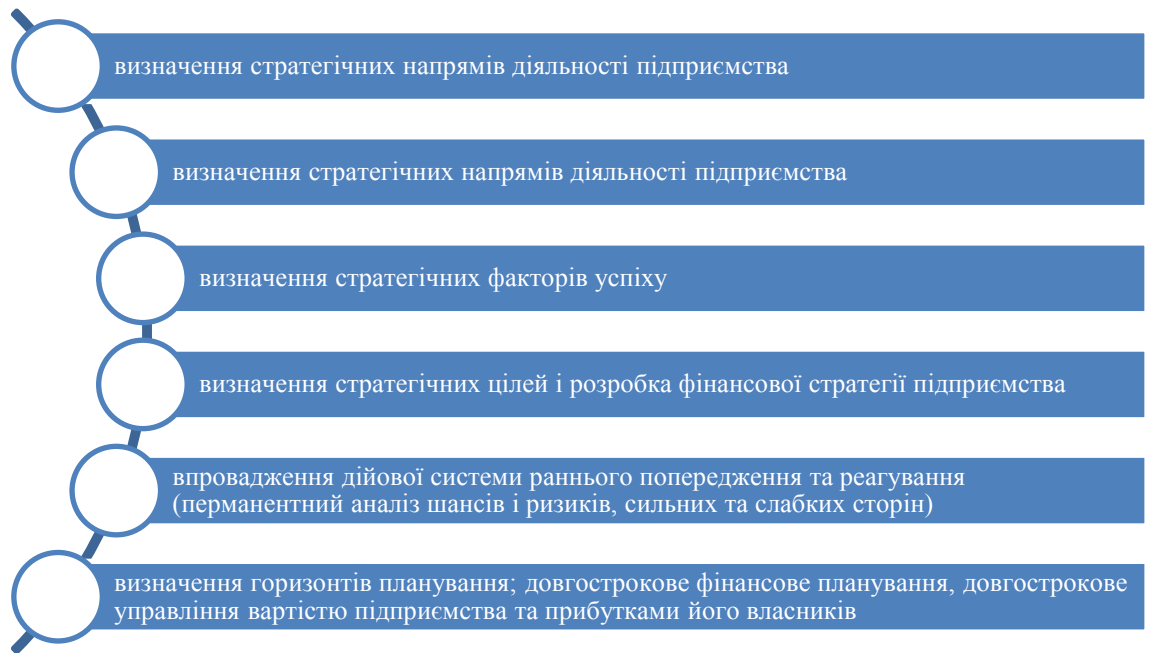 визначення стратегічних напрямів діяльності підприємства
визначення стратегічних напрямів діяльності підприємства
визначення стратегічних факторів успіху
визначення стратегічних цілей і розробка фінансової стратегії підприємства
впровадження дійової системи раннього попередження та реагування
(перманентний аналіз шансів і ризиків, сильних та слабких сторін)
визначення горизонтів планування; довгострокове фінансове планування, довгострокове
управління вартістю підприємства та прибутками його власників